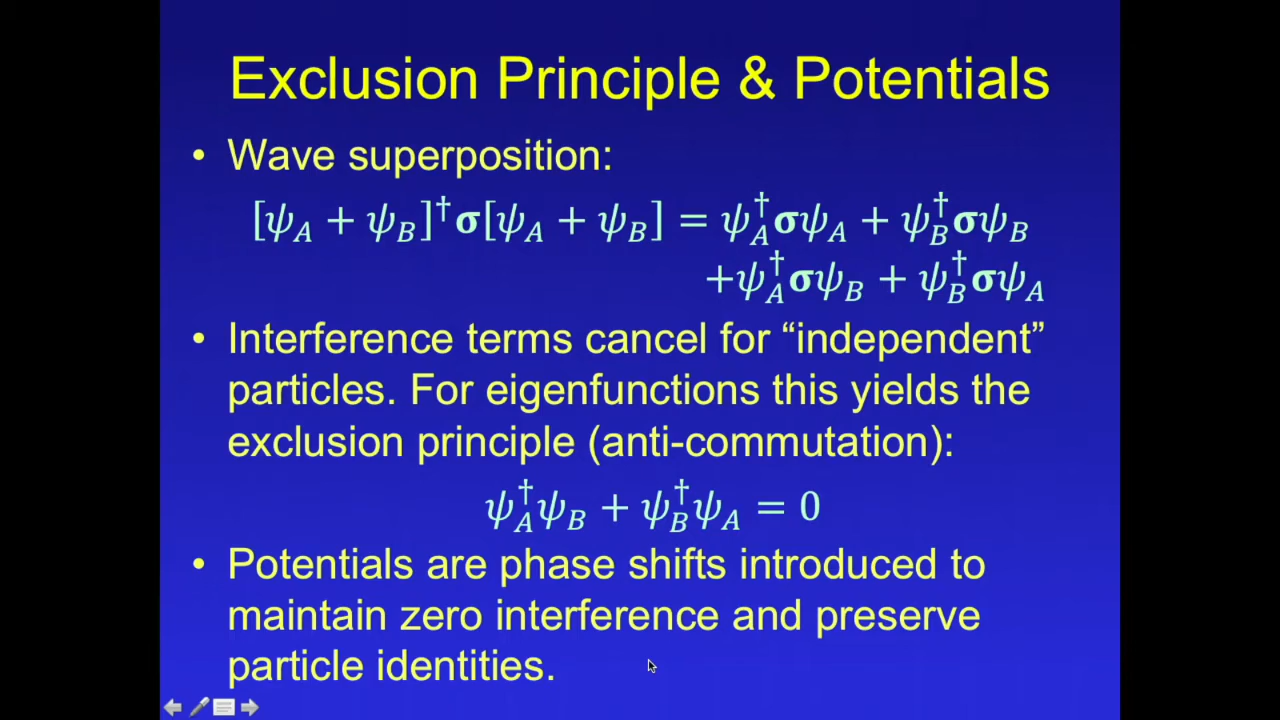 Exclusion Principle & Potentials
• Wave superposition:
[ψ_A + ψ_B]^†𝛔[ψ_A + ψ_B] = ψ_A^†𝛔ψ_A + ψ_B^†𝛔ψ_B
+ψ_A^†𝛔ψ_B + ψ_B^†𝛔ψ_A
• Interference terms cancel for “independent”
particles. For eigenfunctions this yields the
exclusion principle (anti-commutation):
ψ_A^†ψ_B + ψ_B^†ψ_A = 0
• Potentials are phase shifts introduced to
maintain zero interference and preserve
particle identities.